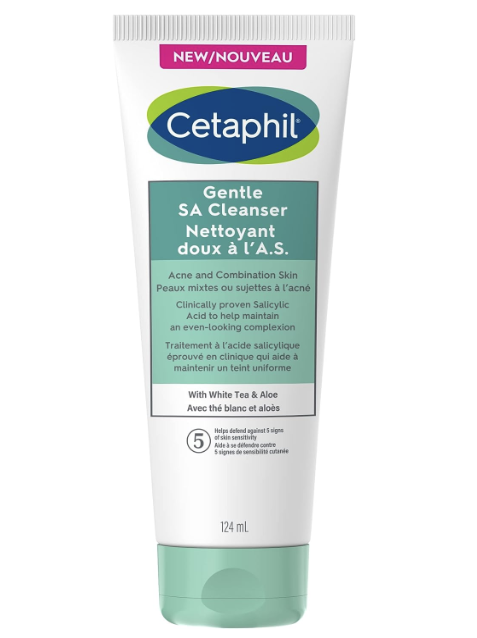 NEW/NOUVEAU
Cetaphil®
Gentle
SA Cleanser
Nettoyant
doux à l'A.S.
Acne and Combination Skin
Peaux mixtes ou sujettes à l'acné
Clinically proven Salicylic
Acid to help maintain
an even-looking complexion
Traitement à l'acide salicylique
éprouvé en clinique qui aide à
maintenir un teint uniforme
With White Tea & Aloe
Avec thé blanc et aloès
5
Helps defend against 5 signs
of skin sensitivity
Aide à se défendre contre
5 signes de sensibilité cutanée
124 mL